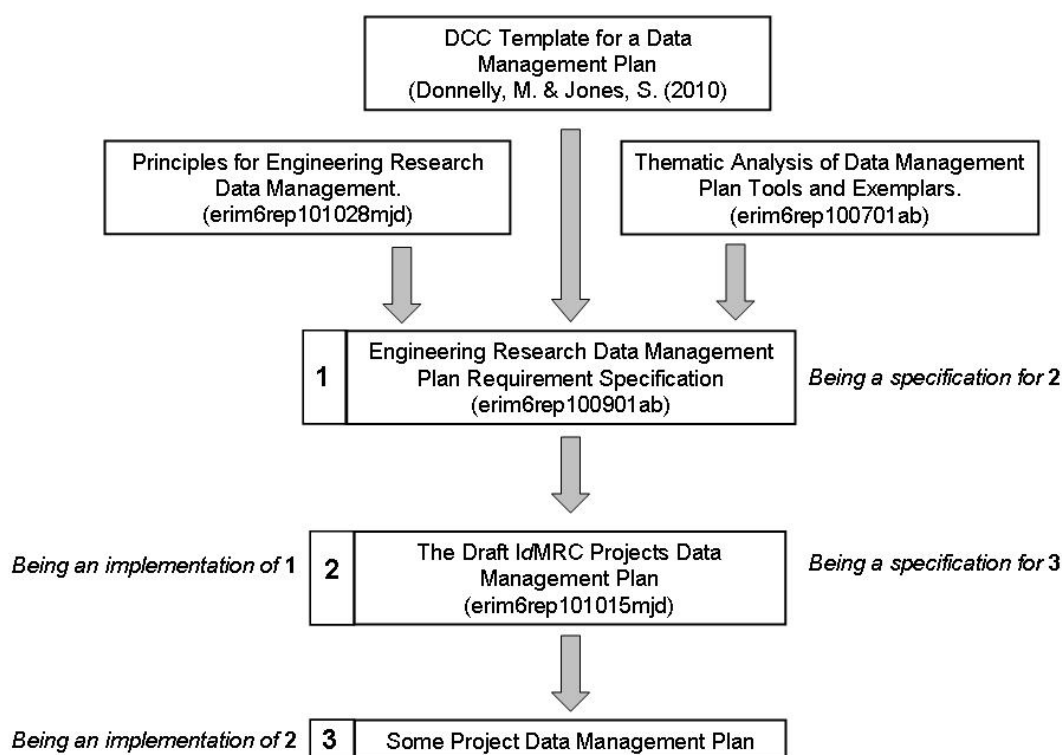 DCC Template for a Data
Management Plan
(Donnelly, M. & Jones, S. (2010)
Principles for Engineering Research
Data Management.
(erim6rep101028mjd)
Thematic Analysis of Data Management
Plan Tools and Exemplars.
(erim6rep100701ab)
1
Engineering Research Data Management
Plan Requirement Specification
(erim6rep100901ab)
Being a specification for 2
Being an implementation of 1
2
The Draft IdMRC Projects Data
Management Plan
(erim6rep101015mjd)
Being a specification for 3
Being an implementation of 2
3
Some Project Data Management Plan